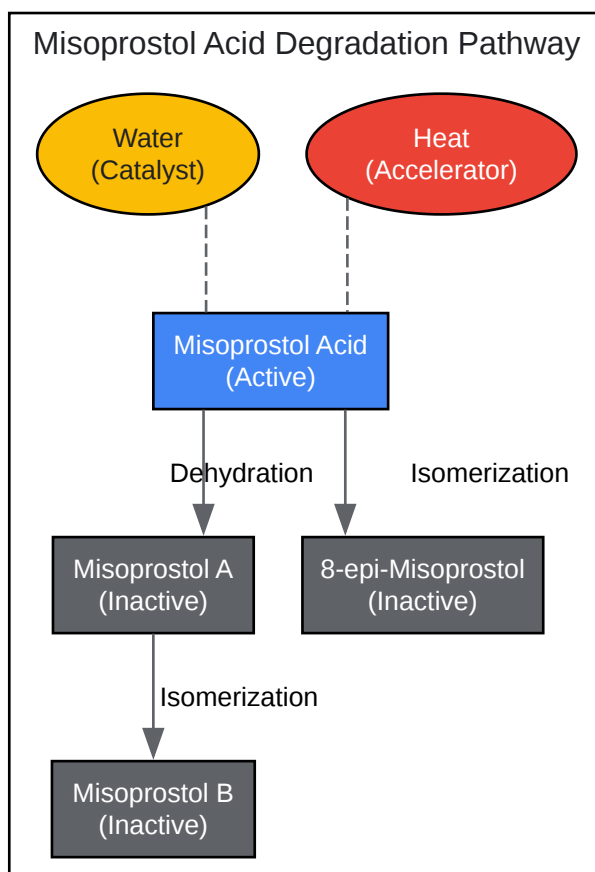 Misoprostol Acid Degradation Pathway
Water
(Catalyst)
Heat
(Accelerator)
Misoprostol Acid
(Active)
Dehydration
Isomerization
Misoprostol A
(Inactive)
8-epi-Misoprostol
(Inactive)
Isomerization
Misoprostol B
(Inactive)